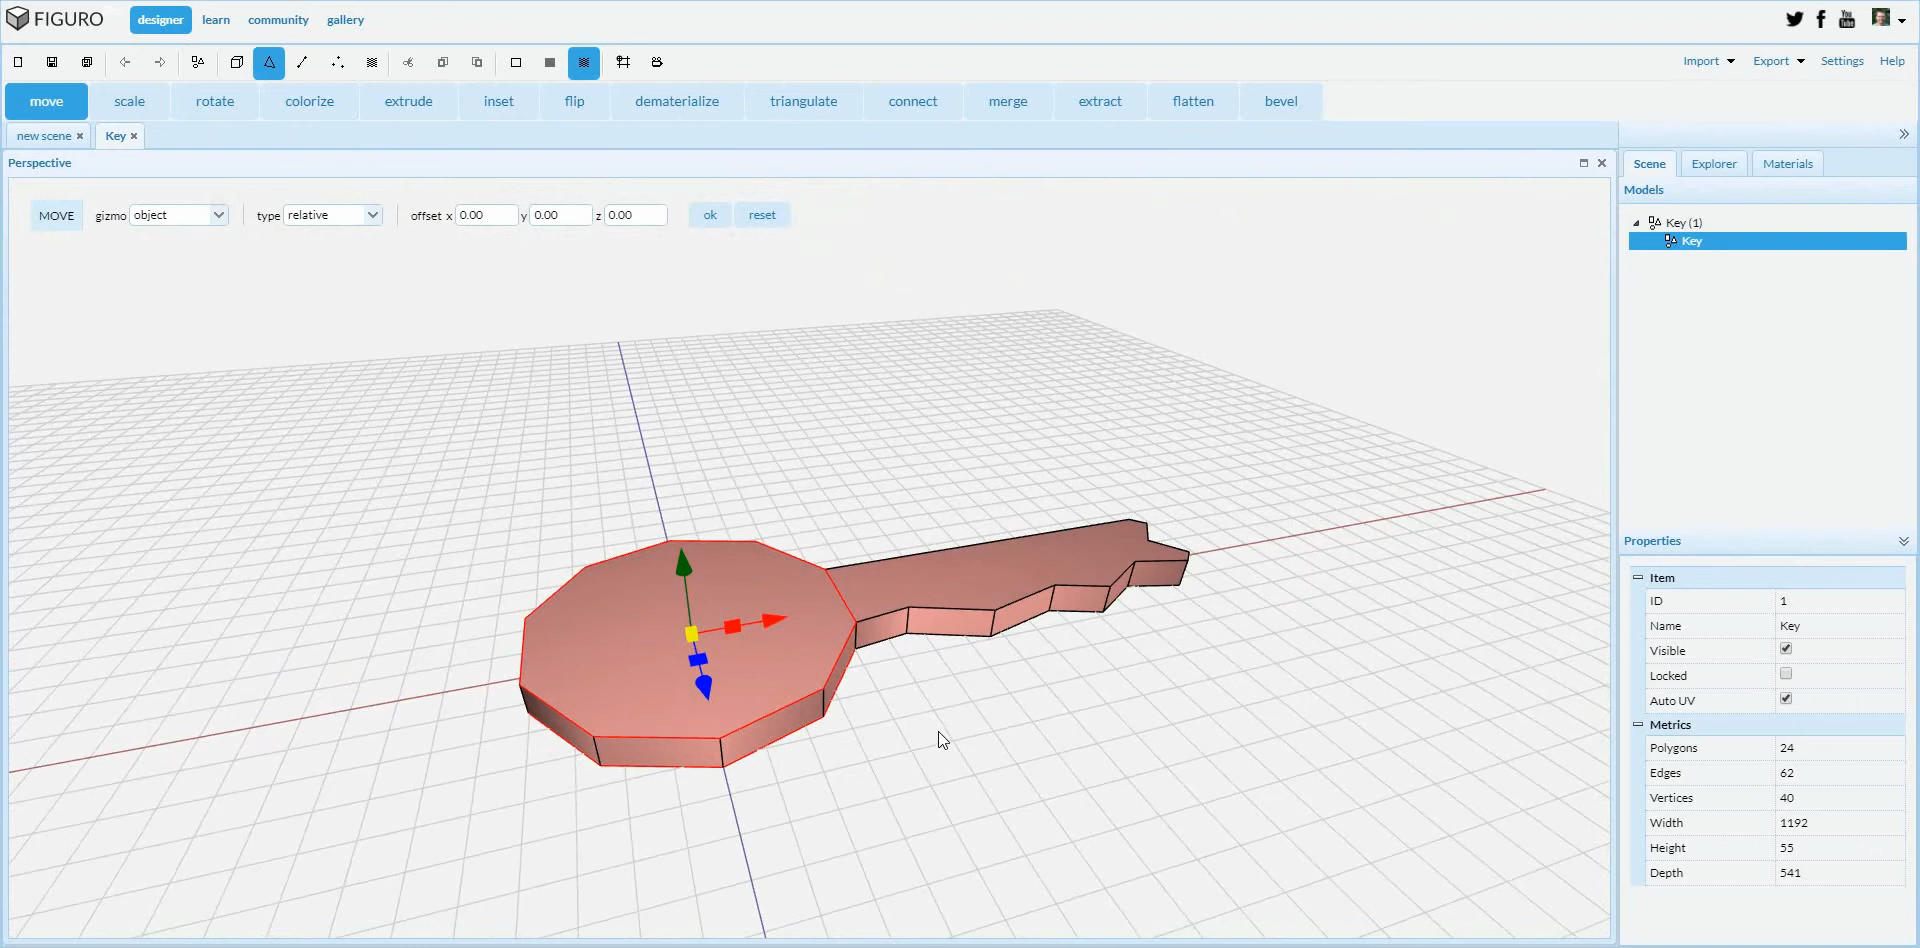 FIGURO designer learn community gallery
You Tube
Import Export Settings Help
move scale rotate colorize extrude inset flip dematerialize triangulate connect merge extract flatten bevel
new scene × Key ×
Perspective
MOVE gizmo object type relative offset x 0.00 y 0.00 z 0.00 ok reset
Scene Explorer Materials
Models
Key (1)
Key
Properties
Item
ID 1
Name Key
Visible
Locked
Auto UV
Metrics
Polygons 24
Edges 62
Vertices 40
Width 1192
Height 55
Depth 541